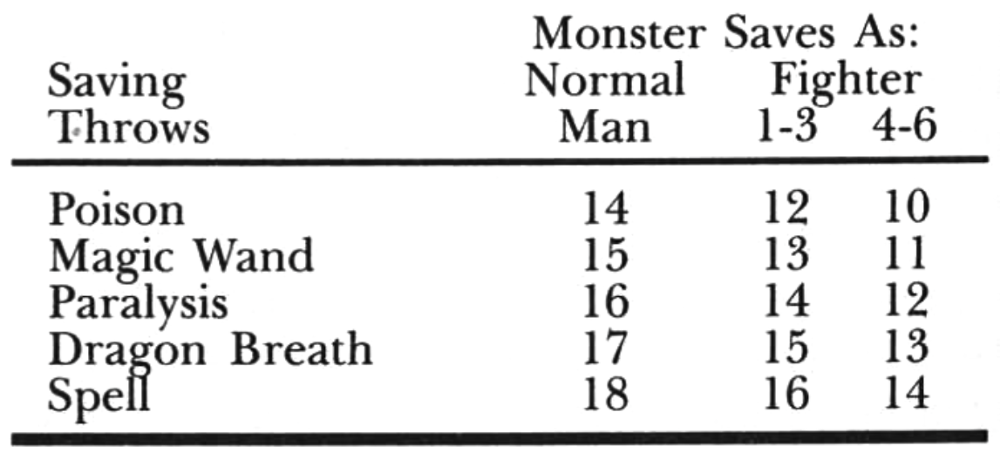 Monster Saves As:
Saving Normal Fighter
Throws Man 1-3 4-6
Poison 14 12 10
Magic Wand 15 13 11
Paralysis 16 14 12
Dragon Breath 17 15 13
Spell 18 16 14